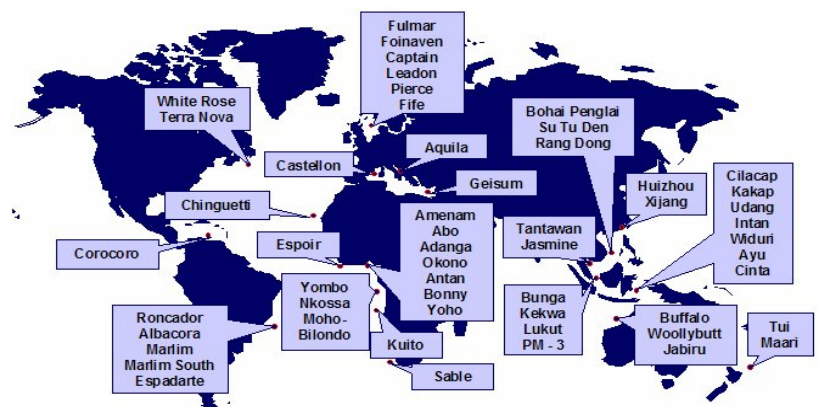 Fulmar
Foinaven
Captain
Leadon
Pierce
Fife
White Rose
Terra Nova
Bohai Penglai
Su Tu Den
Rang Dong
Aquila
Castellon
Geisum
Cilacap
Kakap
Udang
Intan
Widuri
Ayu
Cinta
Huizhou
Xijang
Chinguetti
Amenam
Abo
Adanga
Okono
Antan
Bonny
Yoho
Tantawan
Jasmine
Corocoro
Espoir
Yombo
Nkossa
Moho-
Bilondo
Bunga
Kekwa
Lukut
PM - 3
Roncador
Albacora
Marlim
Marlim South
Espadarte
Buffalo
Woollybutt
Jabiru
Tui
Maari
Kuito
Sable